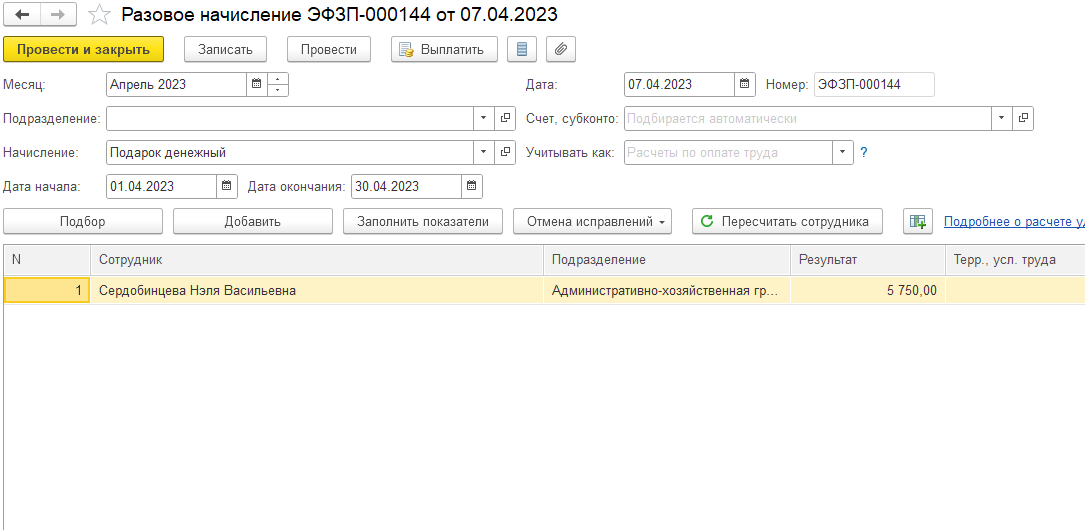 Разовое начисление ЭФЗП-000144 от 07.04.2023
Провести и закрыть Записать Провести Выплатить
Месяц: Апрель 2023 Дата: 07.04.2023 Номер: ЭФЗП-000144
Подразделение: Счет, субконто: Подбирается автоматически
Начисление: Подарок денежный Учитывать как: Расчеты по оплате труда ?
Дата начала: 01.04.2023 Дата окончания: 30.04.2023
Подбор Добавить Заполнить показатели Отмена исправлений Пересчитать сотрудника Подробнее о расчете уд
N Сотрудник Подразделение Результат Терр., усл. труда
1 Сердобинцева Нэля Васильевна Административно-хозяйственная гр... 5 750,00